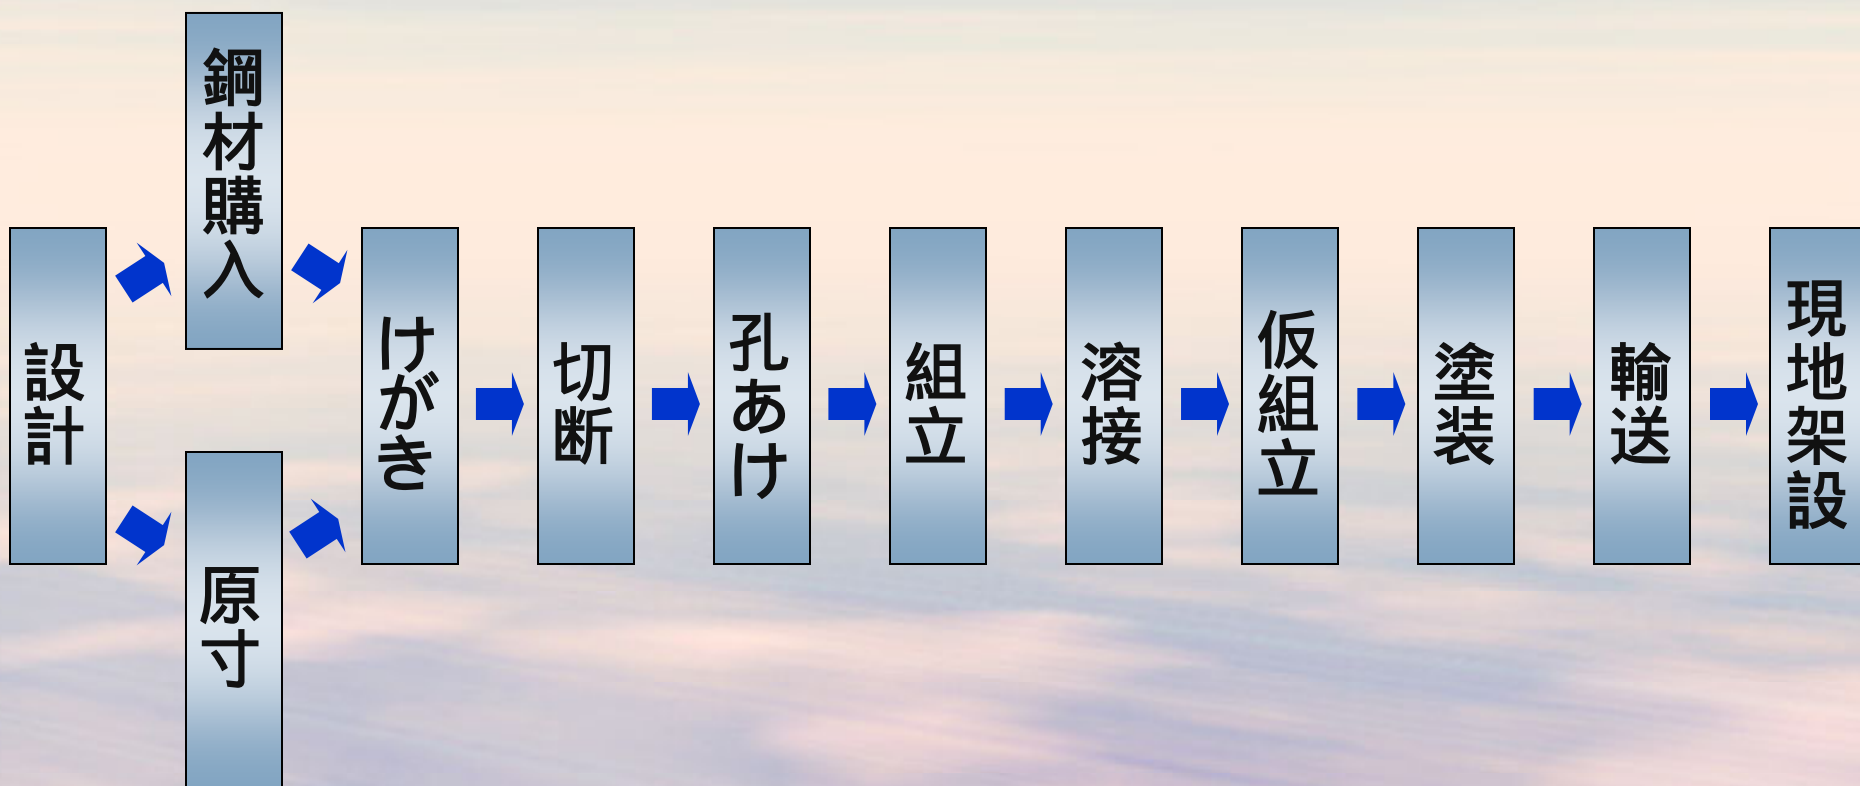 設計
鋼材購入
原寸
けがき
切断
孔あけ
組立
溶接
仮組立
塗装
輸送
現地架設